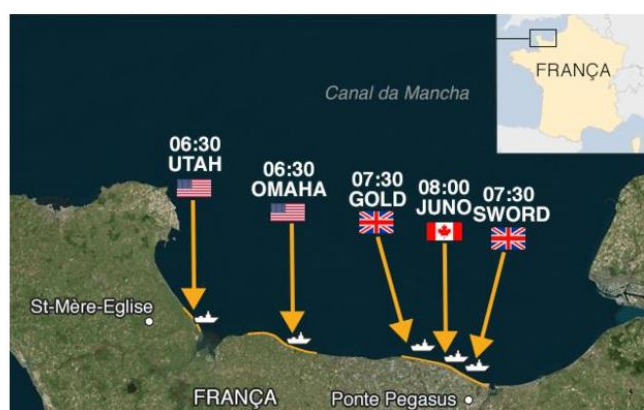 FRANÇA
Canal da Mancha
06:30
UTAH
06:30
OMAHA
07:30
GOLD
08:00
JUNO
07:30
SWORD
St-Mère-Eglise
FRANÇA
Ponte Pegasus